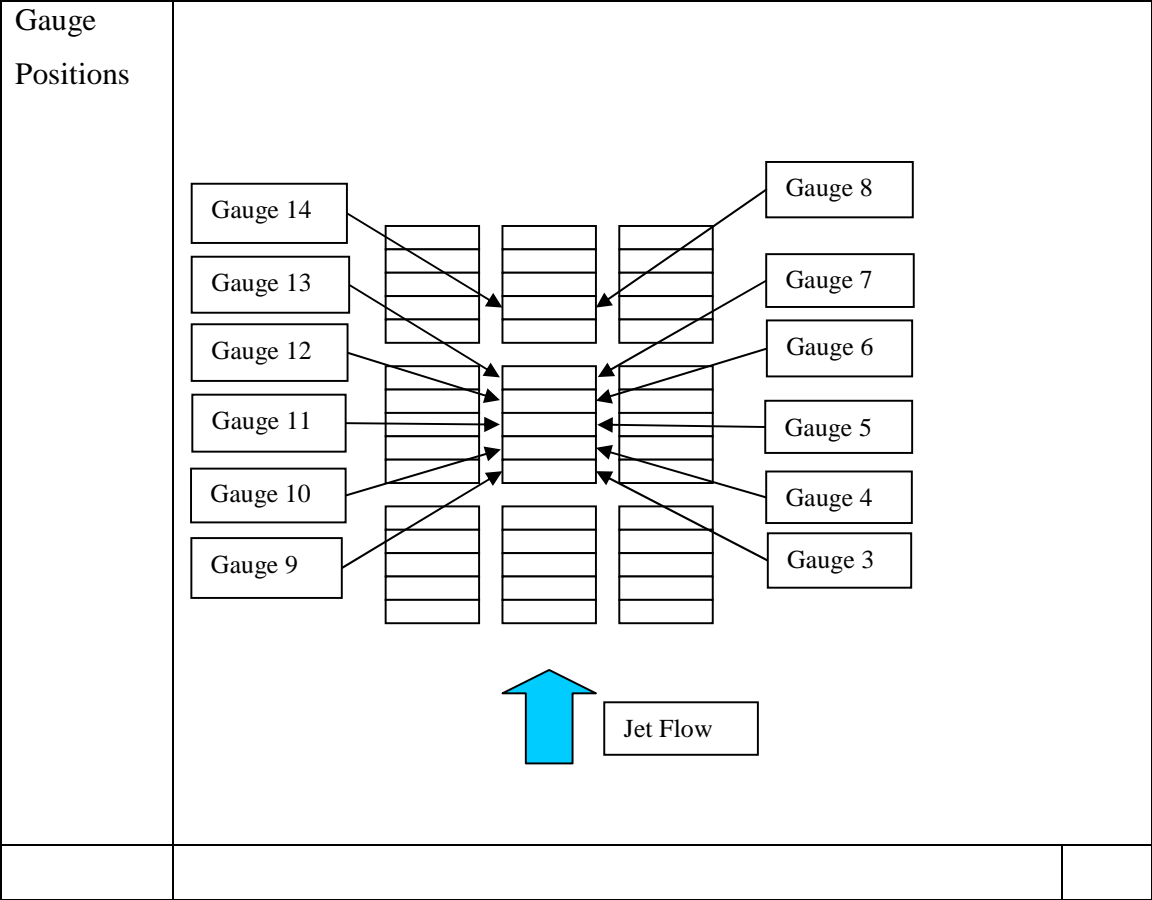 Gauge
Positions
Gauge 14
Gauge 13
Gauge 12
Gauge 11
Gauge 10
Gauge 9
Gauge 8
Gauge 7
Gauge 6
Gauge 5
Gauge 4
Gauge 3
Jet Flow